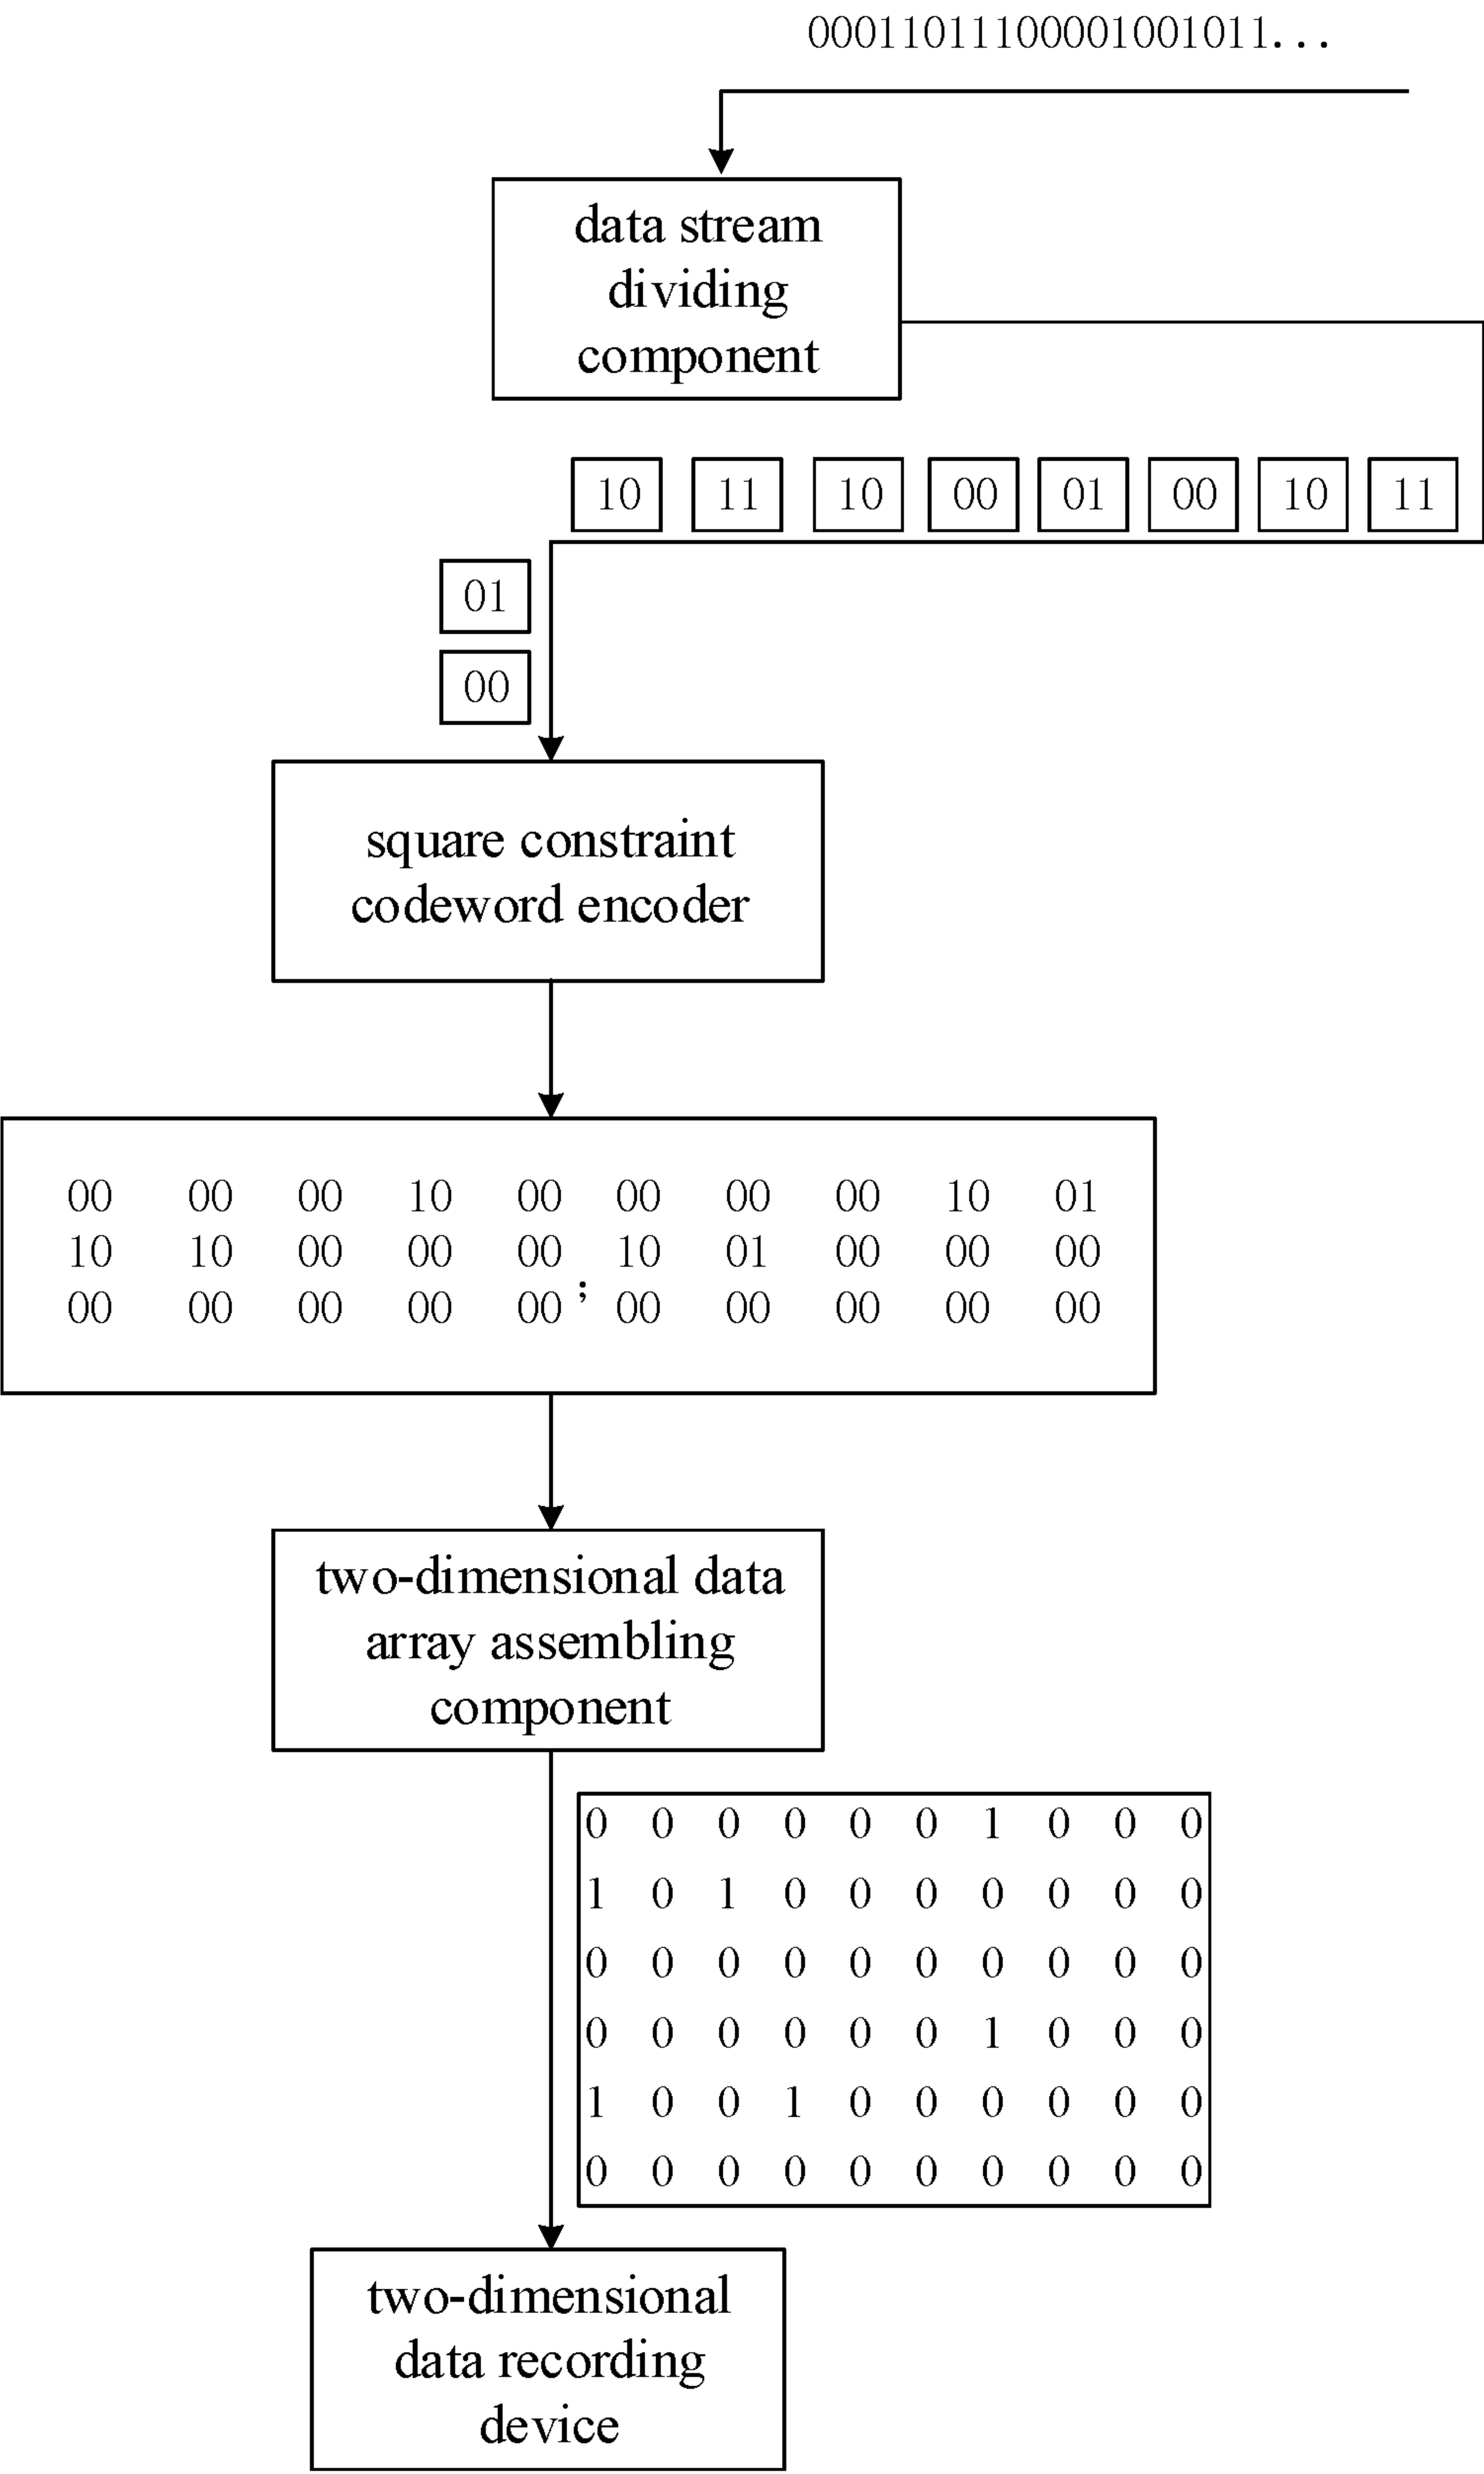 00011011100001001011...
data stream
dividing
component
10 11 10 00 01 00 10 11
01
00
square constraint
codeword encoder
00 00 00 10 00 00 00 00 10 01
10 10 00 00 00 10 01 00 00 00
00 00 00 00 00 ; 00 00 00 00 00
two-dimensional data
array assembling
component
0 0 0 0 0 0 1 0 0 0
1 0 1 0 0 0 0 0 0 0
0 0 0 0 0 0 0 0 0 0
0 0 0 0 0 0 1 0 0 0
1 0 0 1 0 0 0 0 0 0
0 0 0 0 0 0 0 0 0 0
two-dimensional
data recording
device